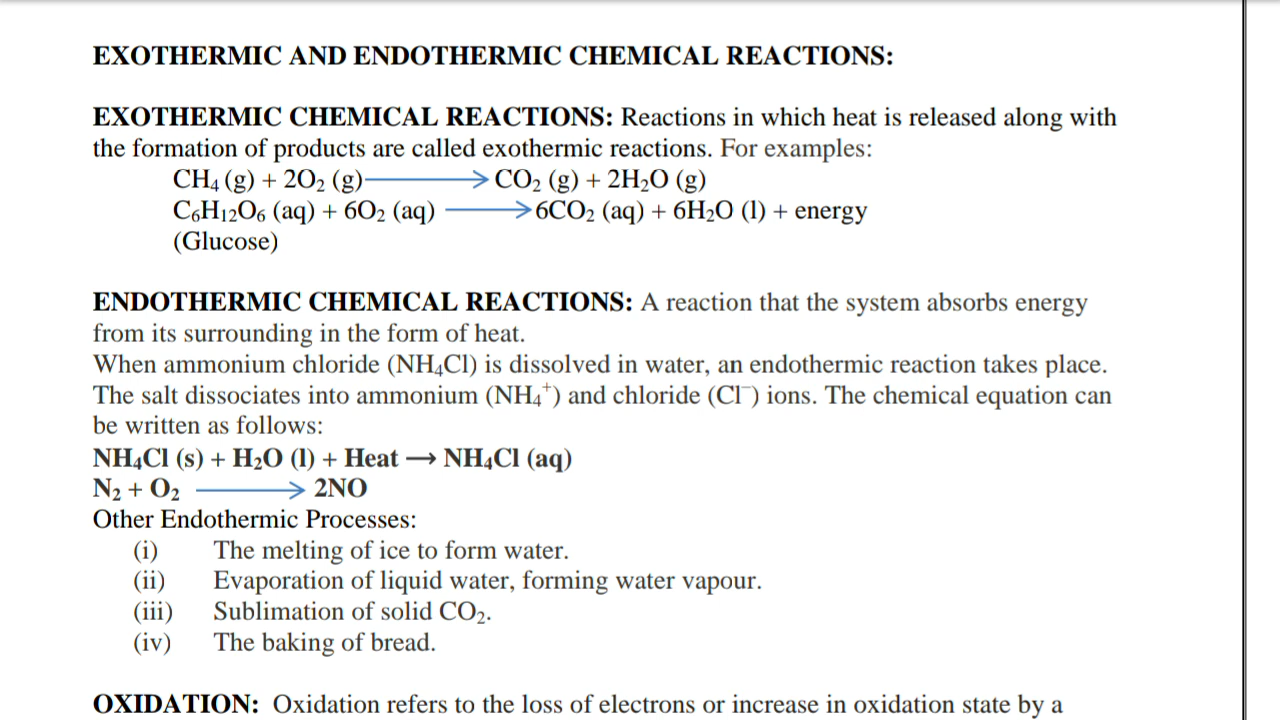 EXOTHERMIC AND ENDOTHERMIC CHEMICAL REACTIONS:
EXOTHERMIC CHEMICAL REACTIONS: Reactions in which heat is released along with
the formation of products are called exothermic reactions. For examples:
CH₄ (g) + 2O₂ (g) ⟶ CO₂ (g) + 2H₂O (g)
C₆H₁₂O₆ (aq) + 6O₂ (aq) ⟶ 6CO₂ (aq) + 6H₂O (l) + energy
(Glucose)
ENDOTHERMIC CHEMICAL REACTIONS: A reaction that the system absorbs energy
from its surrounding in the form of heat.
When ammonium chloride (NH₄Cl) is dissolved in water, an endothermic reaction takes place.
The salt dissociates into ammonium (NH₄⁺) and chloride (Cl⁻) ions. The chemical equation can
be written as follows:
NH₄Cl (s) + H₂O (l) + Heat ⟶ NH₄Cl (aq)
N₂ + O₂ ⟶ 2NO
Other Endothermic Processes:
(i) The melting of ice to form water.
(ii) Evaporation of liquid water, forming water vapour.
(iii) Sublimation of solid CO₂.
(iv) The baking of bread.
OXIDATION: Oxidation refers to the loss of electrons or increase in oxidation state by a